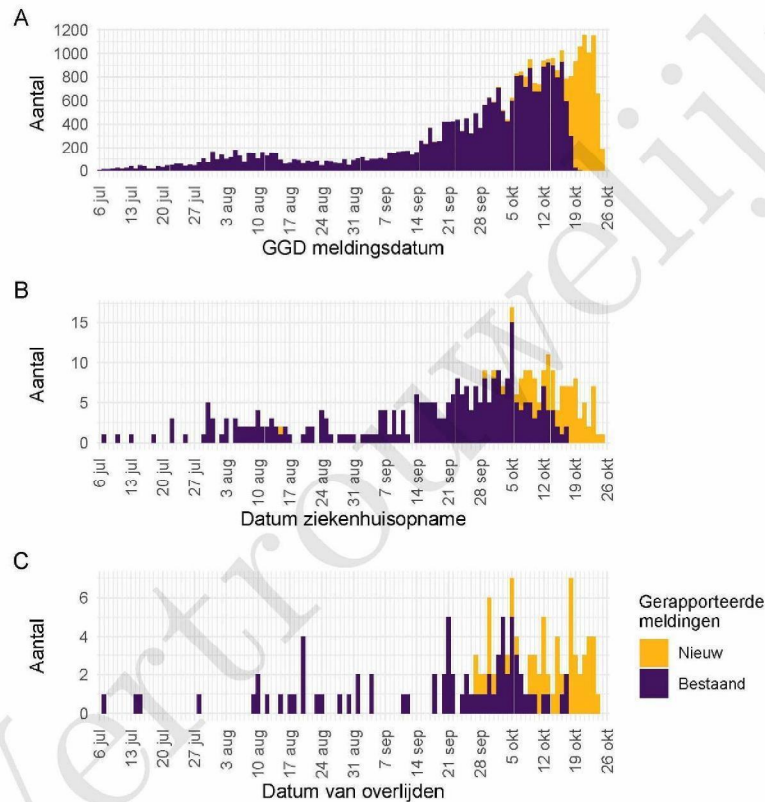 A
1200
1000
800
600
400
200
0
Aantal
6 jul
13 jul
20 jul
27 jul
3 aug
10 aug
17 aug
24 aug
31 aug
7 sep
14 sep
21 sep
28 sep
5 okt
12 okt
19 okt
26 okt
GGD meldingsdatum
B
15
10
5
0
Aantal
6 jul
13 jul
20 jul
27 jul
3 aug
10 aug
17 aug
24 aug
31 aug
7 sep
14 sep
21 sep
28 sep
5 okt
12 okt
19 okt
26 okt
Datum ziekenhuisopname
C
6
4
2
0
Aantal
6 jul
13 jul
20 jul
27 jul
3 aug
10 aug
17 aug
24 aug
31 aug
7 sep
14 sep
21 sep
28 sep
5 okt
12 okt
19 okt
26 okt
Datum van overlijden
Gerapporteerde
meldingen
Nieuw
Bestaand
Vertrouwelijk